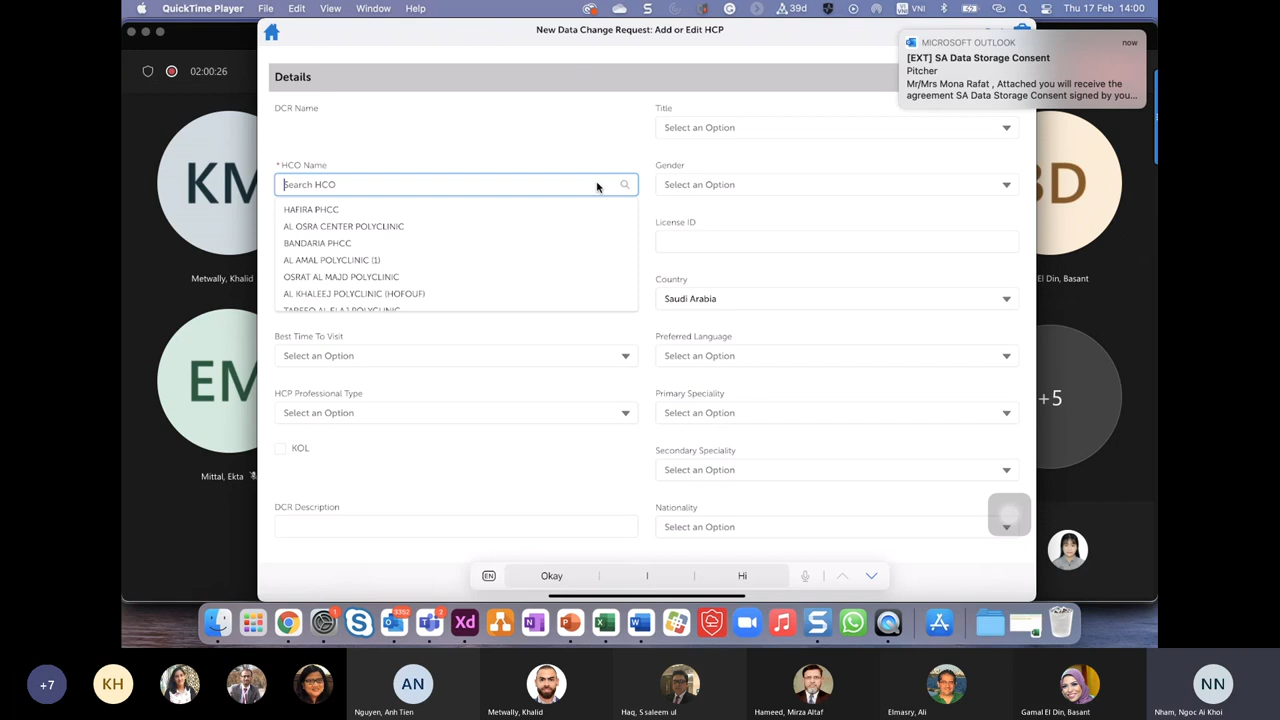 QuickTime Player File Edit View Window Help
39d
VNI
VNI
Thu 17 Feb 14:00
New Data Change Request: Add or Edit HCP
MICROSOFT OUTLOOK now
[EXT] SA Data Storage Consent
Pitcher
Mr/Mrs Mona Rafat , Attached you will receive the
agreement SA Data Storage Consent signed by you...
02:00:26
Details
DCR Name
Title
Select an Option
* HCO Name
Search HCO
HAFIRA PHCC
AL OSRA CENTER POLYCLINIC
BANDARIA PHCC
AL AMAL POLYCLINIC (1)
OSRAT AL MAJD POLYCLINIC
AL KHALEEJ POLYCLINIC (HOFOUF)
Gender
Select an Option
License ID
Country
Saudi Arabia
Best Time To Visit
Select an Option
Preferred Language
Select an Option
HCP Professional Type
Select an Option
Primary Speciality
Select an Option
KOL
Secondary Speciality
Select an Option
DCR Description
Nationality
Select an Option
KM
Metwally, Khalid
EM
Mittal, Ekta
BD
El Din, Basant
+5
EN
Okay
I
Hi
1
3352
2
Xd
+7
KH
AN
Nguyen, Anh Tien
Metwally, Khalid
Haq, S saleem ul
Hameed, Mirza Altaf
Elmasry, Ali
Gamal El Din, Basant
NN
Nham, Ngoc Ai Khoi